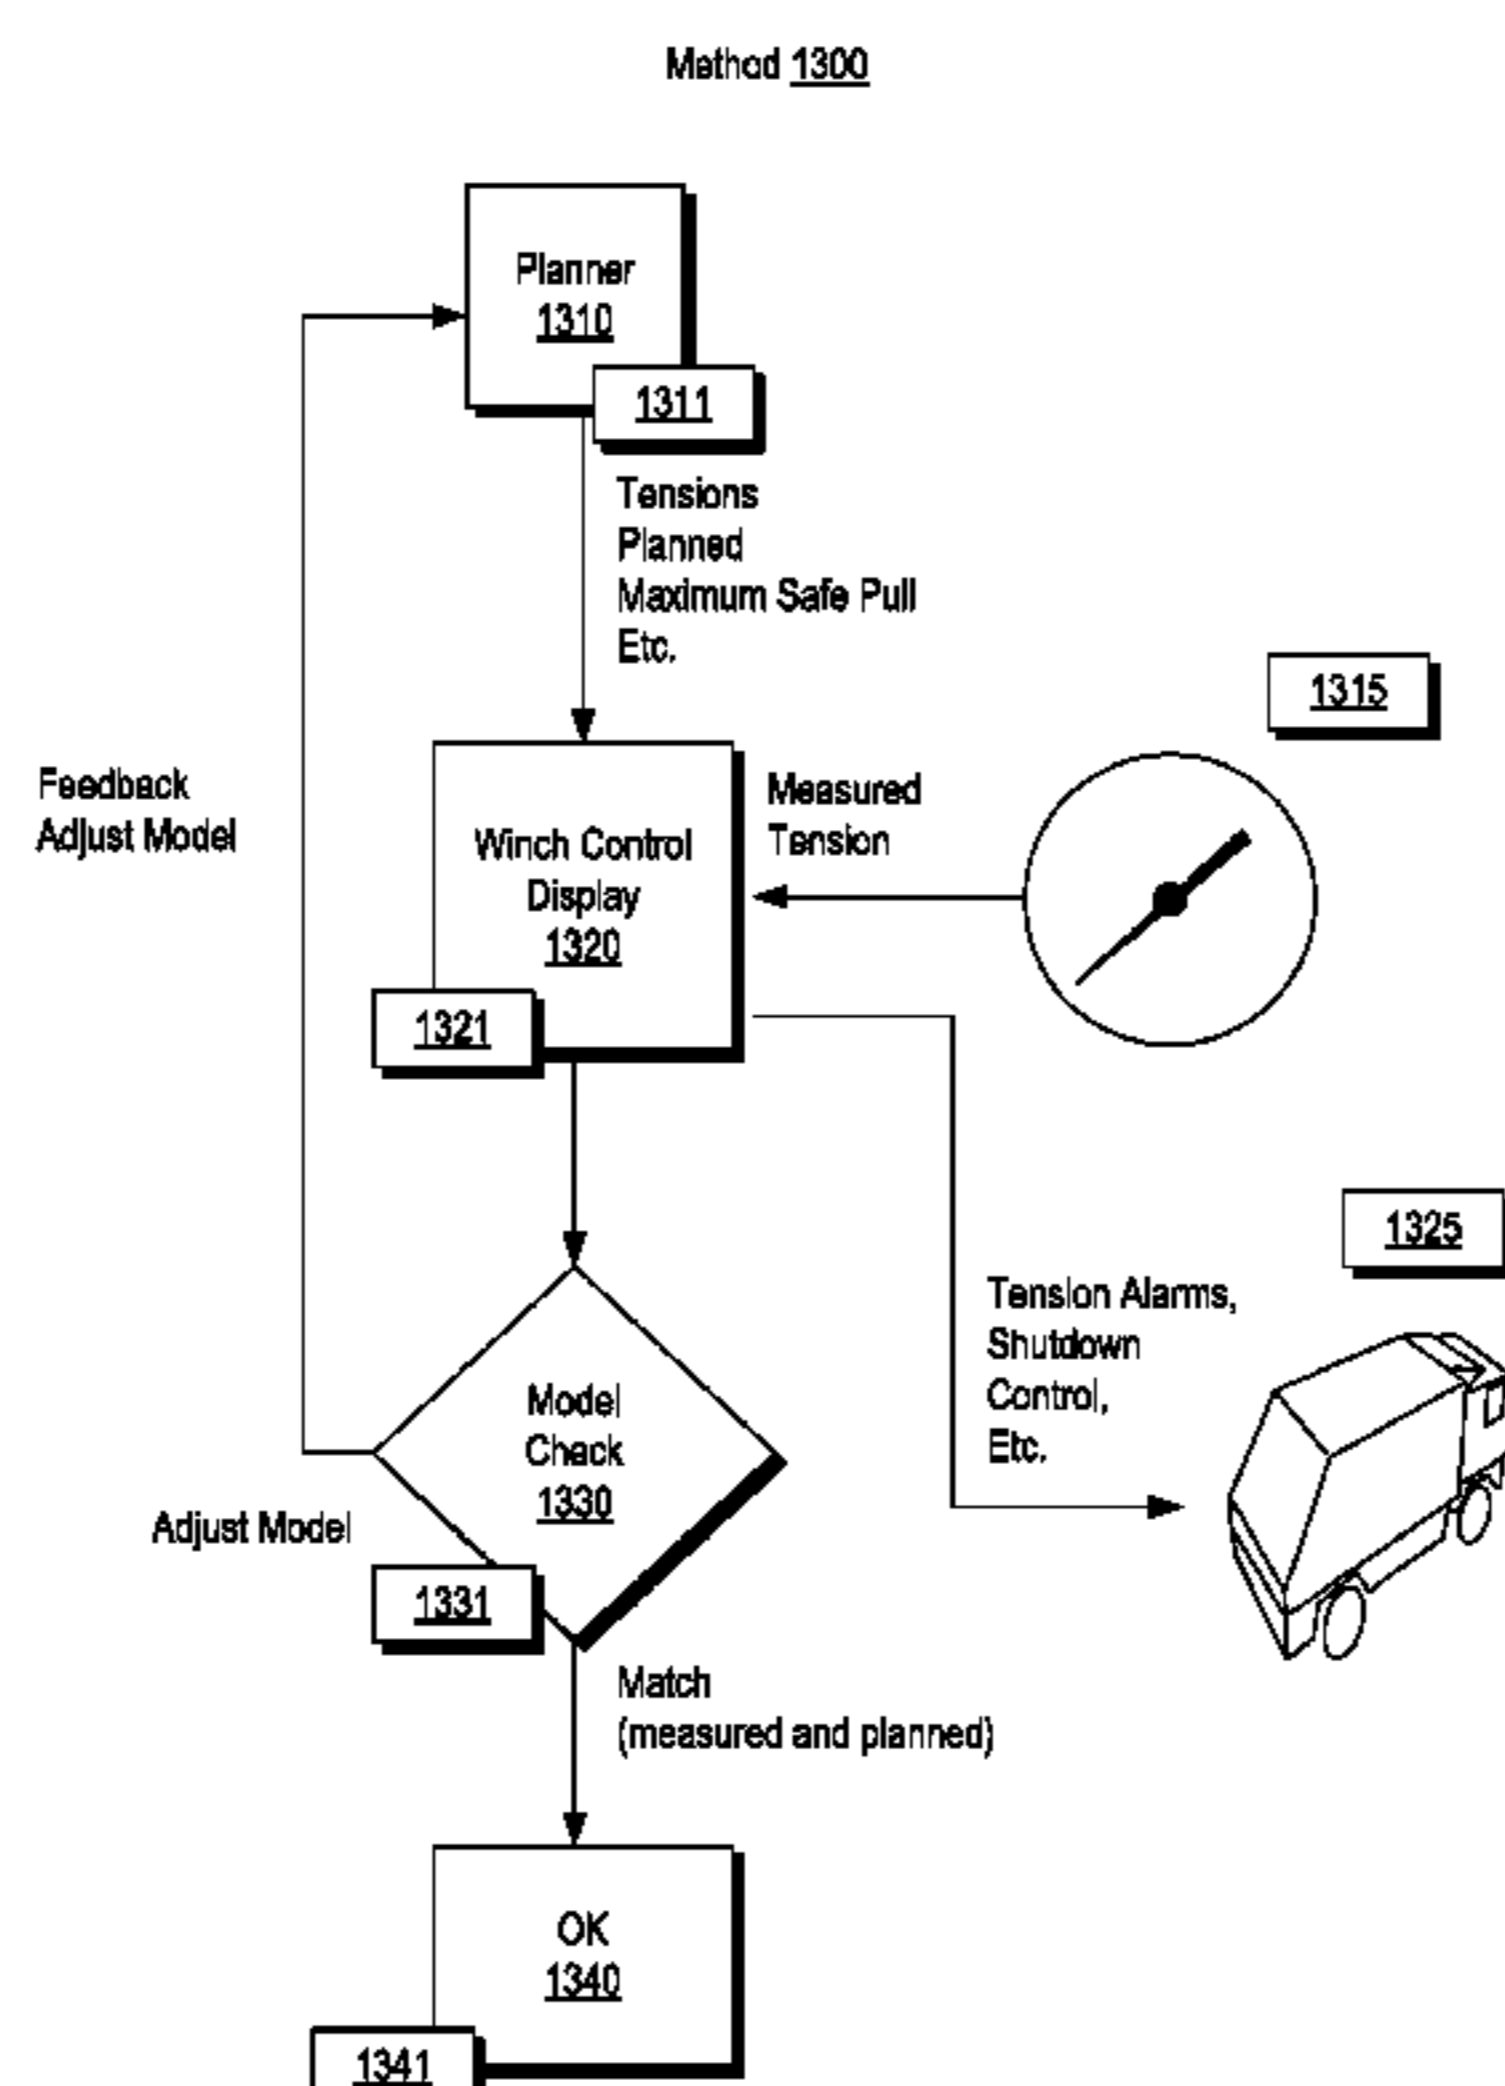 Method 1300
Planner
1310
1311
Tensions
Planned
Maximum Safe Pull
Etc.
1315
Feedback
Adjust Model
Measured
Tension
Winch Control
Display
1320
1321
1325
Tension Alarms,
Shutdown
Control,
Etc.
Model
Check
1330
Adjust Model
1331
Match
(measured and planned)
OK
1340
1341